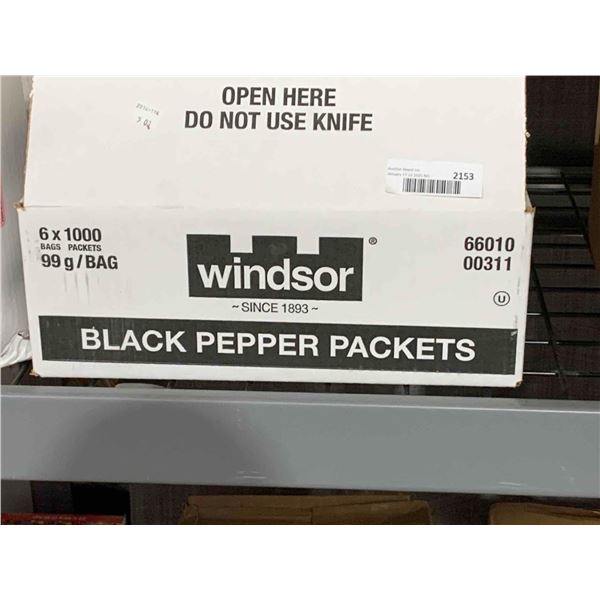 OPEN HERE
DO NOT USE KNIFE
2153
6 x 1000
BAGS PACKETS
99 g/BAG
windsor®
~ SINCE 1893 ~
66010
00311
U
BLACK PEPPER PACKETS